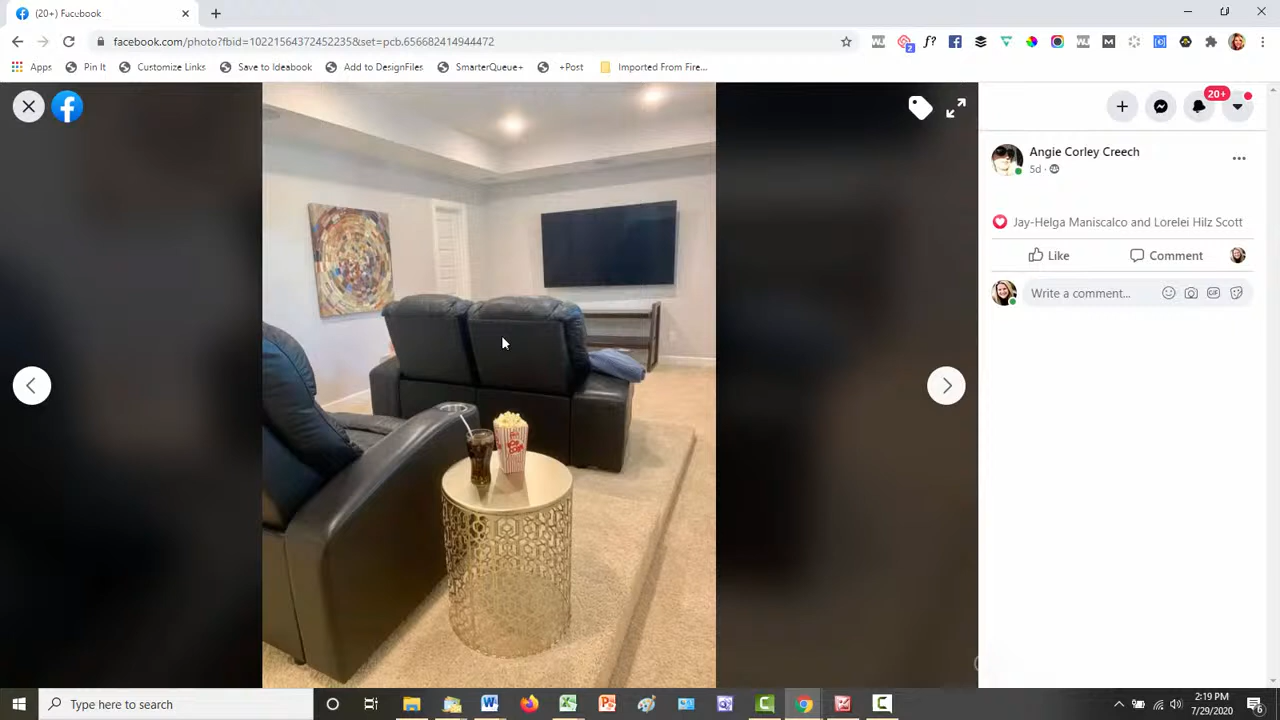 (20+) Facebook
facebook.com/photo?fbid=10221564372452235&set=pcb.656682414944472
Apps
Pin It
Customize Links
Save to Ideabook
Add to DesignFiles
SmarterQueue+
+Post
Imported From Fire...
20+
Angie Corley Creech
5d ·
Jay-Helga Maniscalco and Lorelei Hilz Scott
Like
Comment
Write a comment...
GIF
Type here to search
2:19 PM
7/29/2020
6